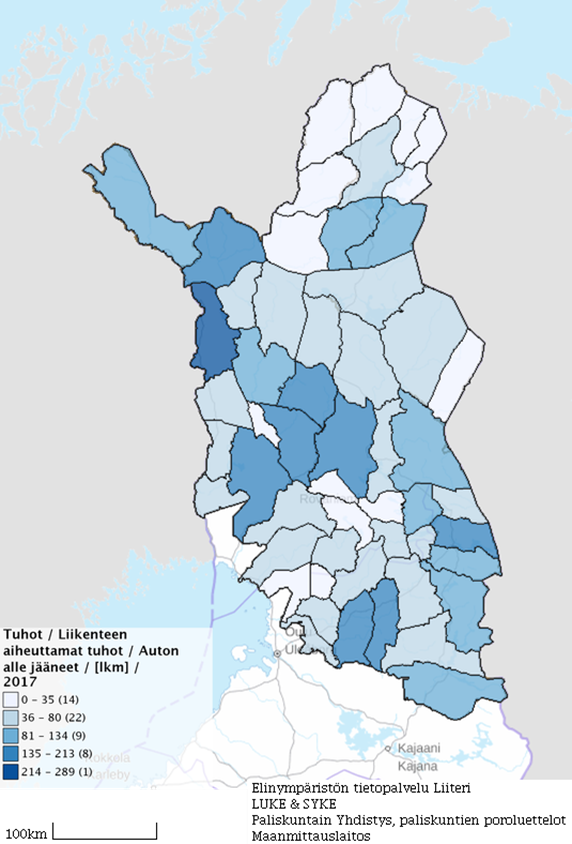 Tuhot / Liikenteen
aiheuttamat tuhot / Auton
alle jääneet / [lkm] /
2017
0 – 35 (14)
36 – 80 (22)
81 – 134 (9)
135 – 213 (8)
214 – 289 (1)
Kajaani
Kajana
Elinympäristön tietopalvelu Liiteri
LUKE & SYKE
Paliskuntain Yhdistys, paliskuntien poroluettelot
Maanmittauslaitos
100km